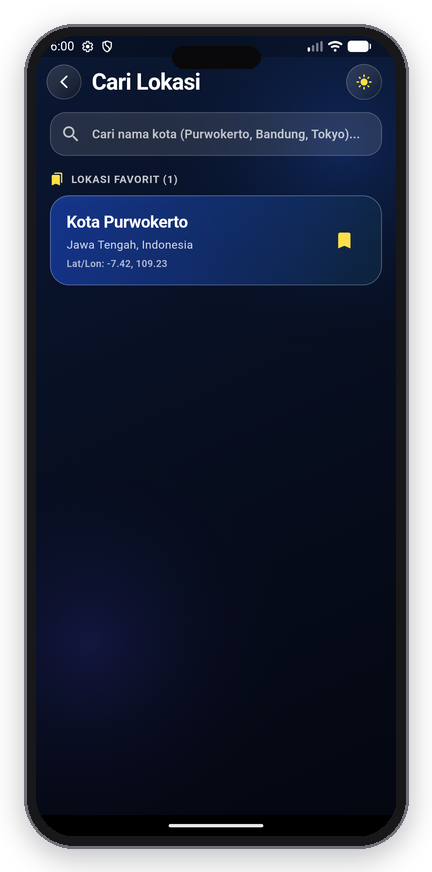 6:00
Cari Lokasi
Cari nama kota (Purwokerto, Bandung, Tokyo)...
LOKASI FAVORIT (1)
Kota Purwokerto
Jawa Tengah, Indonesia
Lat/Lon: -7.42, 109.23